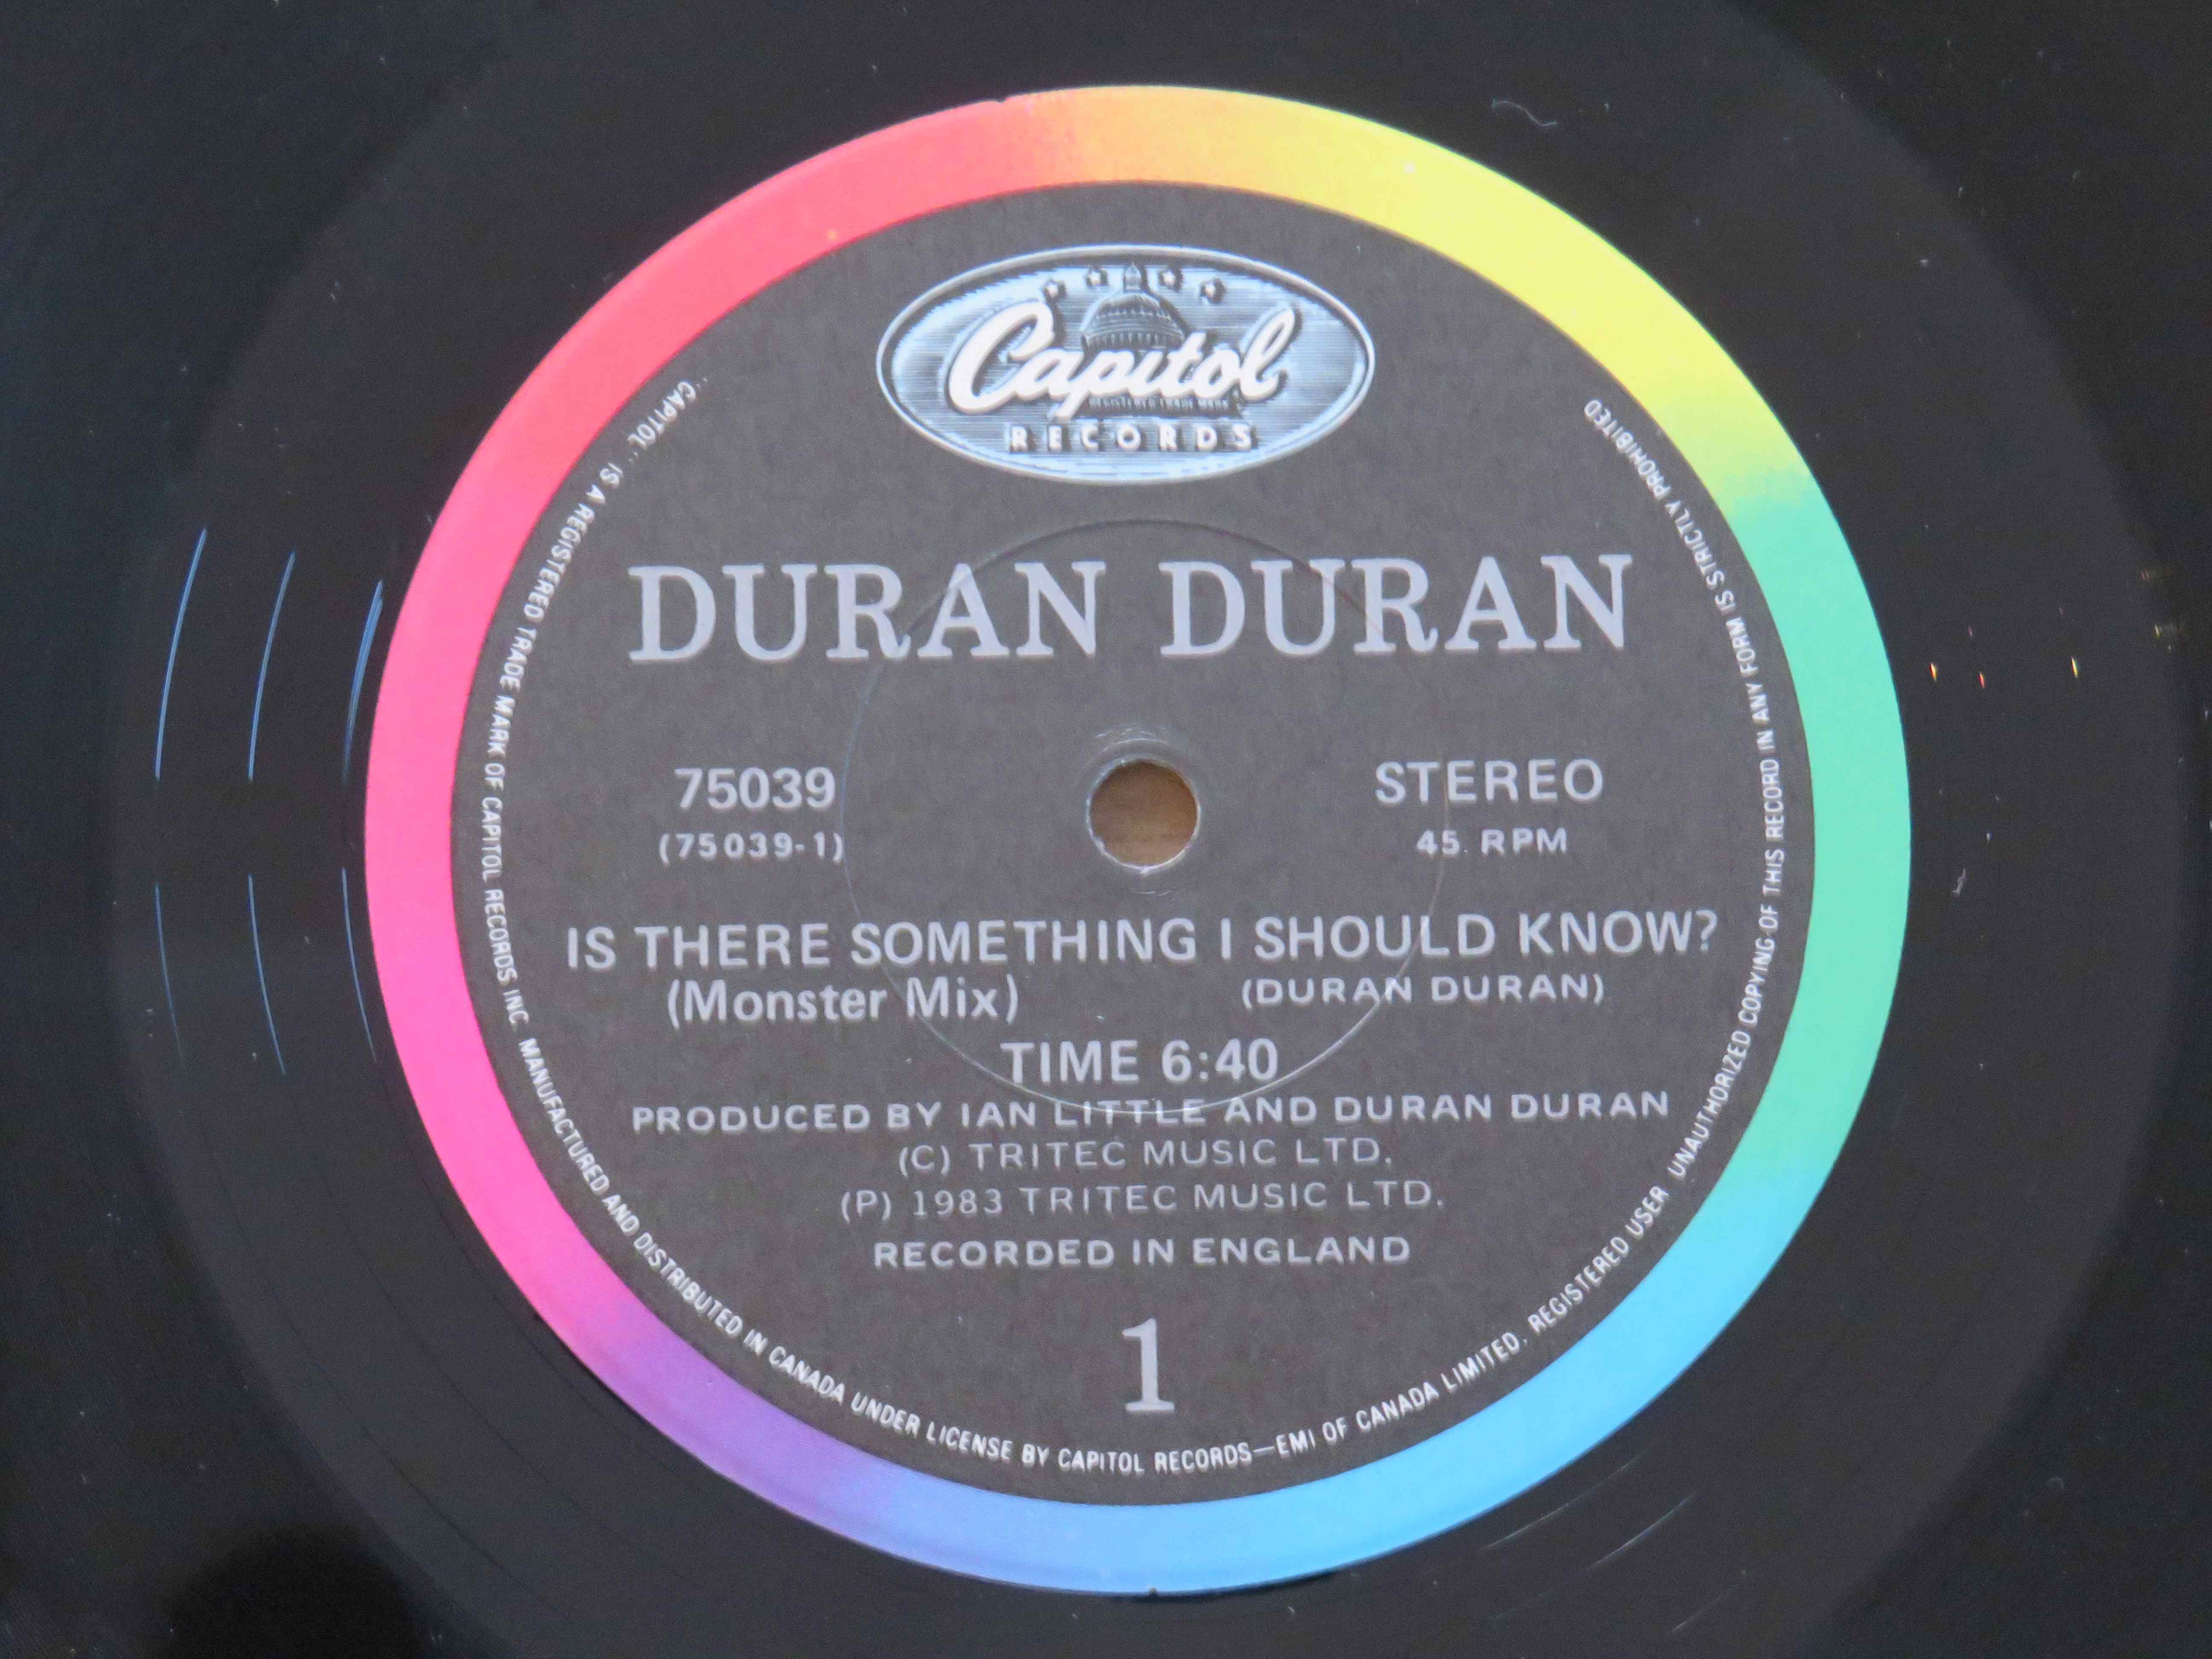 Capitol
REGISTERED TRADE MARK
RECORDS
DURAN DURAN
75039
(75039-1)
STEREO
45 RPM
IS THERE SOMETHING I SHOULD KNOW?
(Monster Mix) (DURAN DURAN)
TIME 6:40
PRODUCED BY IAN LITTLE AND DURAN DURAN
(C) TRITEC MUSIC LTD.
(P) 1983 TRITEC MUSIC LTD.
RECORDED IN ENGLAND
1
"CAPITOL" IS A REGISTERED TRADE MARK OF CAPITOL RECORDS INC. MANUFACTURED AND DISTRIBUTED IN CANADA UNDER LICENSE BY CAPITOL RECORDS—EMI OF CANADA LIMITED. REGISTERED USER UNAUTHORIZED COPYING OF THIS RECORD IN ANY FORM IS STRICTLY PROHIBITED